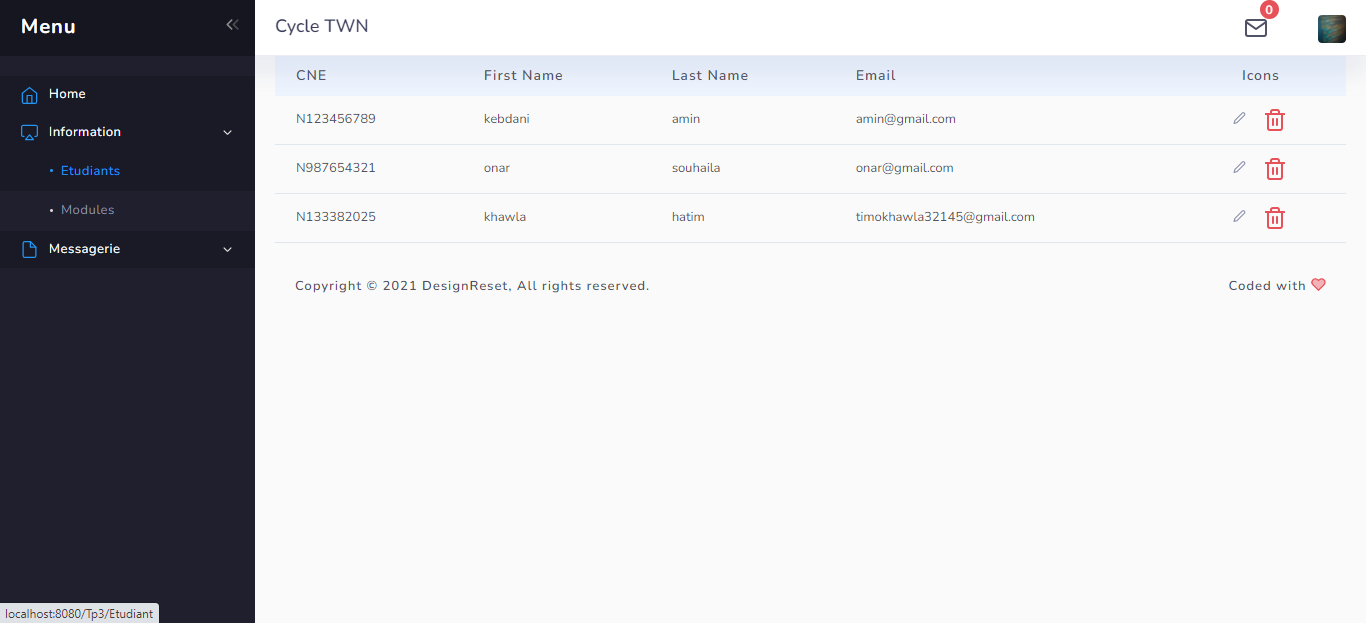 Menu
Cycle TWN
0
Home
Information
Etudiants
Modules
Messagerie
CNE First Name Last Name Email Icons
N123456789 kebdani amin amin@gmail.com
N987654321 onar souhaila onar@gmail.com
N133382025 khawla hatim timokhawla32145@gmail.com
Copyright © 2021 DesignReset, All rights reserved.
Coded with
localhost:8080/Tp3/Etudiant